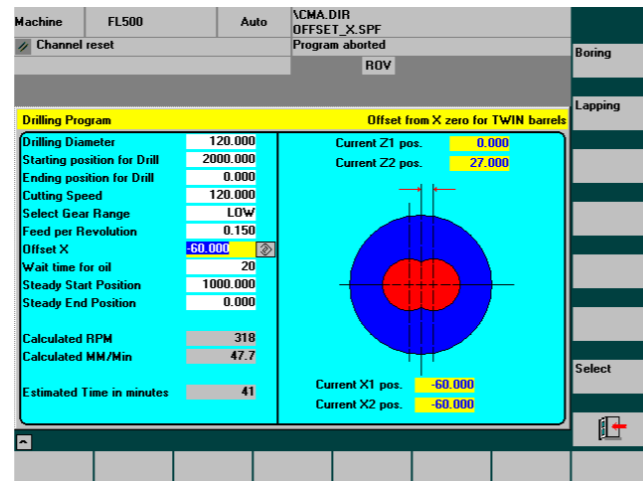 Machine FL500 Auto \CMA.DIR
OFFSET_X.SPF
Channel reset Program aborted
ROV
Boring
Lapping
Drilling Program Offset from X zero for TWIN barrels
Drilling Diameter 120.000 Current Z1 pos. 0.000
Starting position for Drill 2000.000 Current Z2 pos. 27.000
Ending position for Drill 0.000
Cutting Speed 120.000
Select Gear Range LOW
Feed per Revolution 0.150
Offset X -60.000
Wait time for oil 20
Steady Start Position 1000.000
Steady End Position 0.000
Calculated RPM 318
Calculated MM/Min 47.7
Select
Estimated Time in minutes 41 Current X1 pos. -60.000
Current X2 pos. -60.000